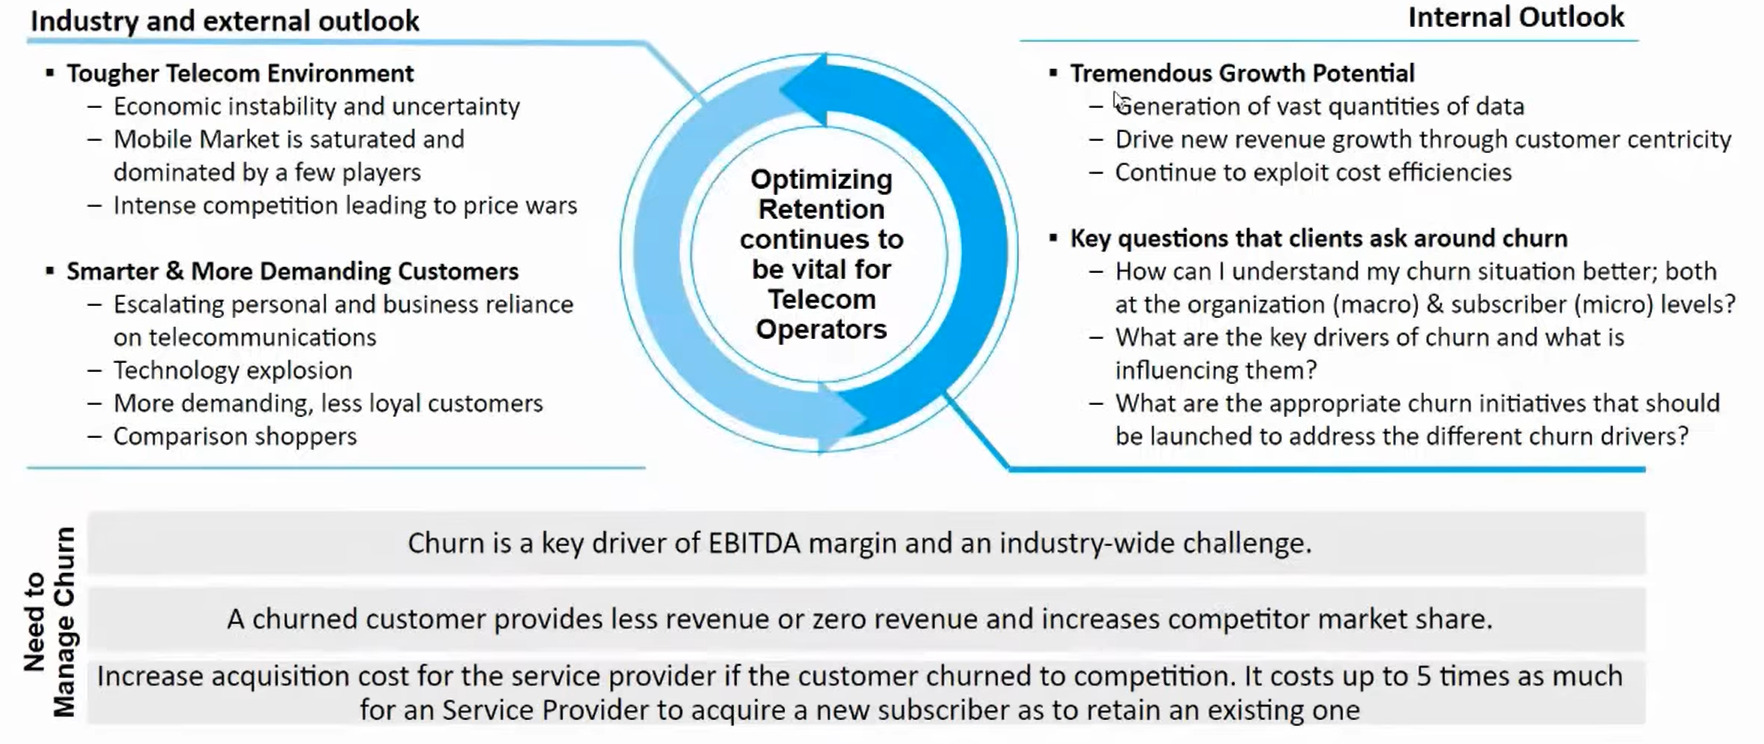 Industry and external outlook
▪ Tougher Telecom Environment
– Economic instability and uncertainty
– Mobile Market is saturated and
dominated by a few players
– Intense competition leading to price wars
▪ Smarter & More Demanding Customers
– Escalating personal and business reliance
on telecommunications
– Technology explosion
– More demanding, less loyal customers
– Comparison shoppers
Optimizing
Retention
continues to
be vital for
Telecom
Operators
Internal Outlook
▪ Tremendous Growth Potential
– Generation of vast quantities of data
– Drive new revenue growth through customer centricity
– Continue to exploit cost efficiencies
▪ Key questions that clients ask around churn
– How can I understand my churn situation better; both
at the organization (macro) & subscriber (micro) levels?
– What are the key drivers of churn and what is
influencing them?
– What are the appropriate churn initiatives that should
be launched to address the different churn drivers?
Need to
Manage Churn
Churn is a key driver of EBITDA margin and an industry-wide challenge.
A churned customer provides less revenue or zero revenue and increases competitor market share.
Increase acquisition cost for the service provider if the customer churned to competition. It costs up to 5 times as much
for an Service Provider to acquire a new subscriber as to retain an existing one